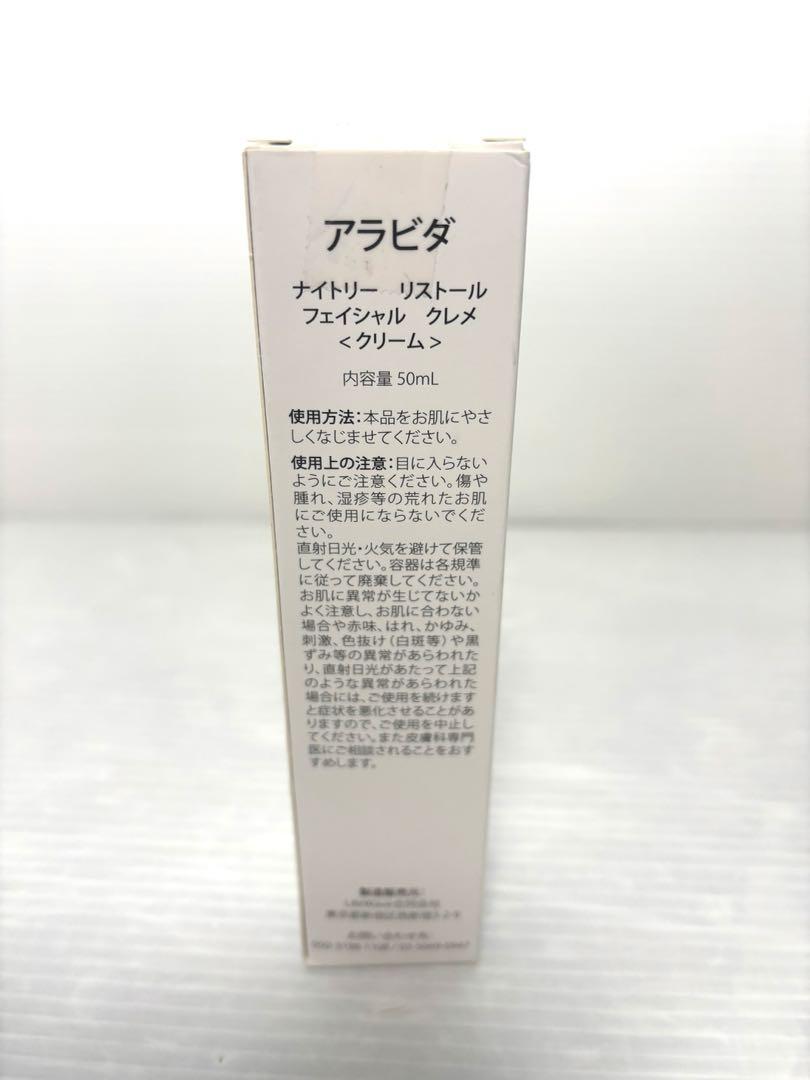 アラビダ
ナイトリー　リストール
フェイシャル　クレメ
<クリーム>
内容量 50mL
使用方法：本品をお肌にやさ
しくなじませてください。
使用上の注意：目に入らない
ようにご注意ください。傷や
腫れ、湿疹等の荒れたお肌
にご使用にならないでくだ
さい。
直射日光・火気を避けて保管
してください。容器は各規準
に従って廃棄してください。
お肌に異常が生じてないか
よく注意し、お肌に合わない
場合や赤味、はれ、かゆみ、
刺激、色抜け（白斑等）や黒
ずみ等の異常があらわれた
り、直射日光があたって上記
のような異常があらわれた
場合には、ご使用を続けます
と症状を悪化させることがあ
りますので、ご使用を中止し
てください。また皮膚科専門
医にご相談されることをおす
すめします。
製造販売元：
お問い合わせ先：